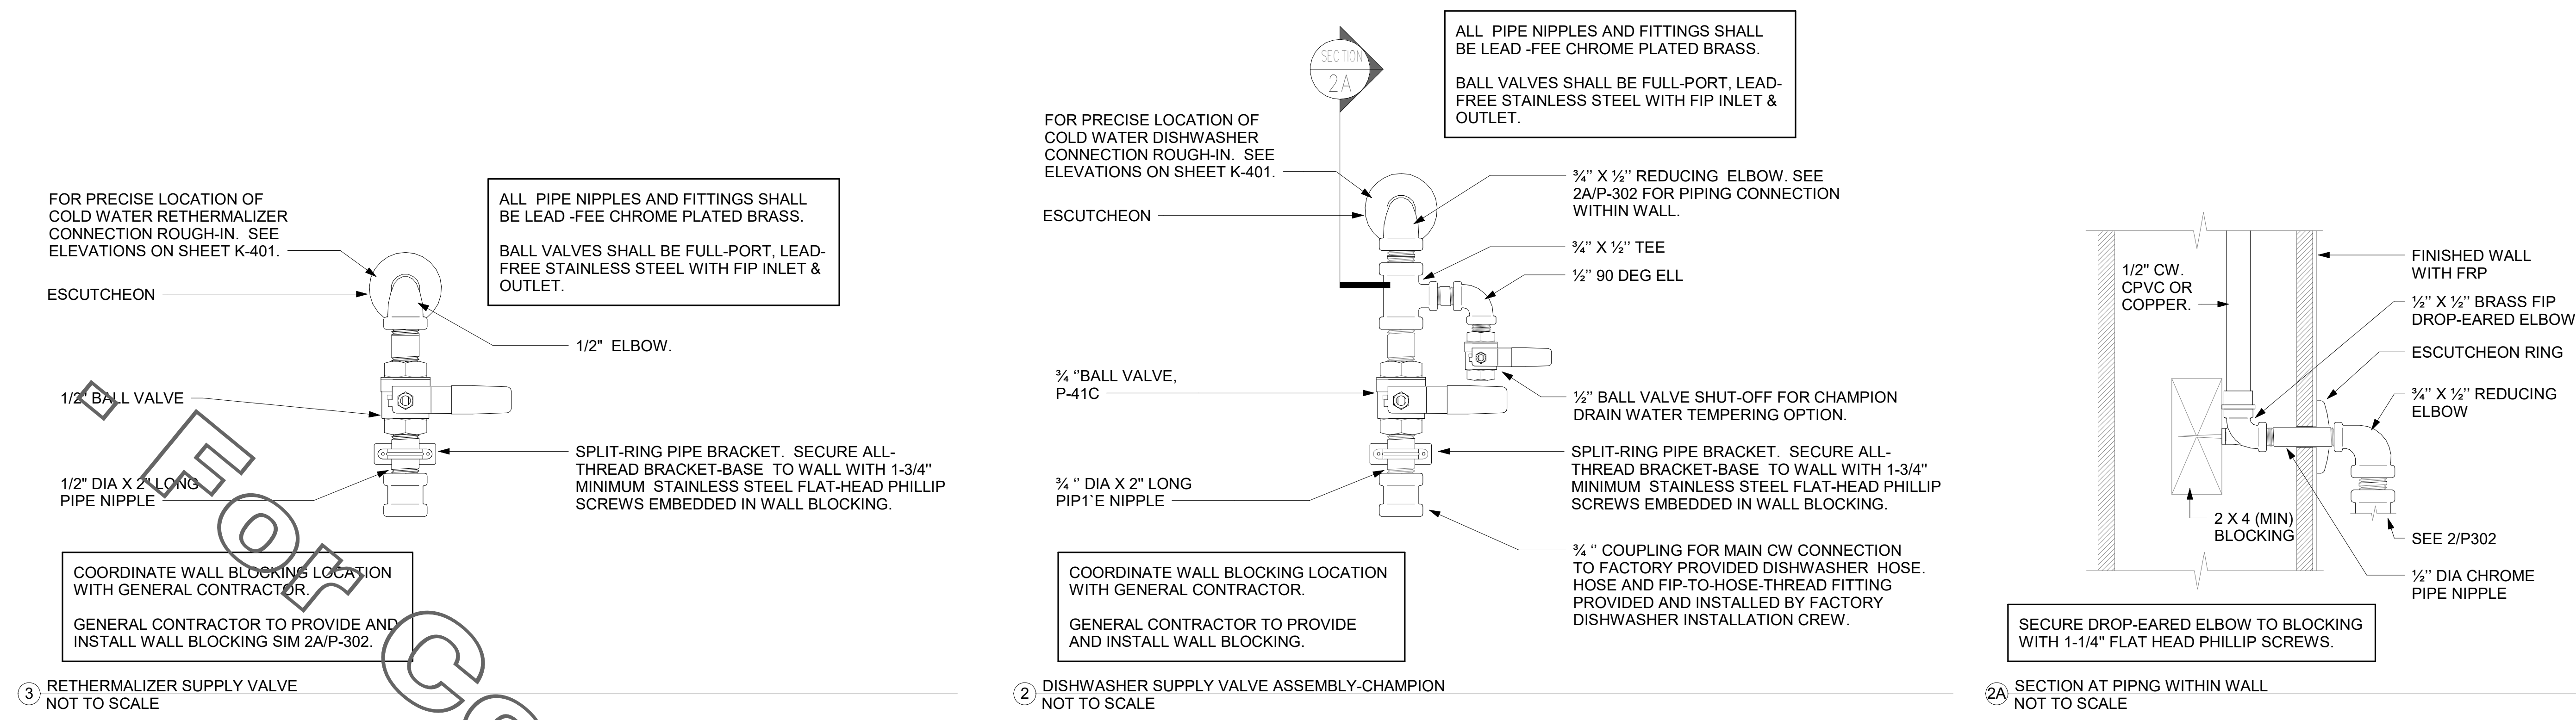 FOR PRECISE LOCATION OF
COLD WATER RETHERMALIZER
CONNECTION ROUGH-IN.  SEE
ELEVATIONS ON SHEET K-401.
ESCUTCHEON
ALL  PIPE NIPPLES AND FITTINGS SHALL
BE LEAD -FEE CHROME PLATED BRASS.
BALL VALVES SHALL BE FULL-PORT, LEAD-
FREE STAINLESS STEEL WITH FIP INLET &
OUTLET.
1/2"  ELBOW.
1/2" BALL VALVE
SPLIT-RING PIPE BRACKET.  SECURE ALL-
THREAD BRACKET-BASE  TO WALL WITH 1-3/4"
MINIMUM  STAINLESS STEEL FLAT-HEAD PHILLIP
SCREWS EMBEDDED IN WALL BLOCKING.
1/2" DIA X 2" LONG
PIPE NIPPLE
COORDINATE WALL BLOCKING LOCATION
WITH GENERAL CONTRACTOR.
GENERAL CONTRACTOR TO PROVIDE AND
INSTALL WALL BLOCKING SIM 2A/P-302.
3 RETHERMALIZER SUPPLY VALVE
NOT TO SCALE
. For Co
SECTION
2A
ALL  PIPE NIPPLES AND FITTINGS SHALL
BE LEAD -FEE CHROME PLATED BRASS.
BALL VALVES SHALL BE FULL-PORT, LEAD-
FREE STAINLESS STEEL WITH FIP INLET &
OUTLET.
FOR PRECISE LOCATION OF
COLD WATER DISHWASHER
CONNECTION ROUGH-IN.  SEE
ELEVATIONS ON SHEET K-401.
ESCUTCHEON
¾'' X ½'' REDUCING  ELBOW. SEE
2A/P-302 FOR PIPING CONNECTION
WITHIN WALL.
¾'' X ½'' TEE
½'' 90 DEG ELL
¾ ''BALL VALVE,
P-41C
½'' BALL VALVE SHUT-OFF FOR CHAMPION
DRAIN WATER TEMPERING OPTION.
SPLIT-RING PIPE BRACKET.  SECURE ALL-
THREAD BRACKET-BASE  TO WALL WITH 1-3/4"
MINIMUM  STAINLESS STEEL FLAT-HEAD PHILLIP
SCREWS EMBEDDED IN WALL BLOCKING.
¾ '' DIA X 2" LONG
PIP1`E NIPPLE
¾ '' COUPLING FOR MAIN CW CONNECTION
TO FACTORY PROVIDED DISHWASHER  HOSE.
HOSE AND FIP-TO-HOSE-THREAD FITTING
PROVIDED AND INSTALLED BY FACTORY
DISHWASHER INSTALLATION CREW.
COORDINATE WALL BLOCKING LOCATION
WITH GENERAL CONTRACTOR.
GENERAL CONTRACTOR TO PROVIDE
AND INSTALL WALL BLOCKING.
2 DISHWASHER SUPPLY VALVE ASSEMBLY-CHAMPION
NOT TO SCALE
1/2" CW.
CPVC OR
COPPER.
FINISHED WALL
WITH FRP
½'' X ½'' BRASS FIP
DROP-EARED ELBOW
ESCUTCHEON RING
¾'' X ½'' REDUCING
ELBOW
2 X 4 (MIN)
BLOCKING
SEE 2/P302
½'' DIA CHROME
PIPE NIPPLE
SECURE DROP-EARED ELBOW TO BLOCKING
WITH 1-1/4" FLAT HEAD PHILLIP SCREWS.
2A SECTION AT PIPNG WITHIN WALL
NOT TO SCALE